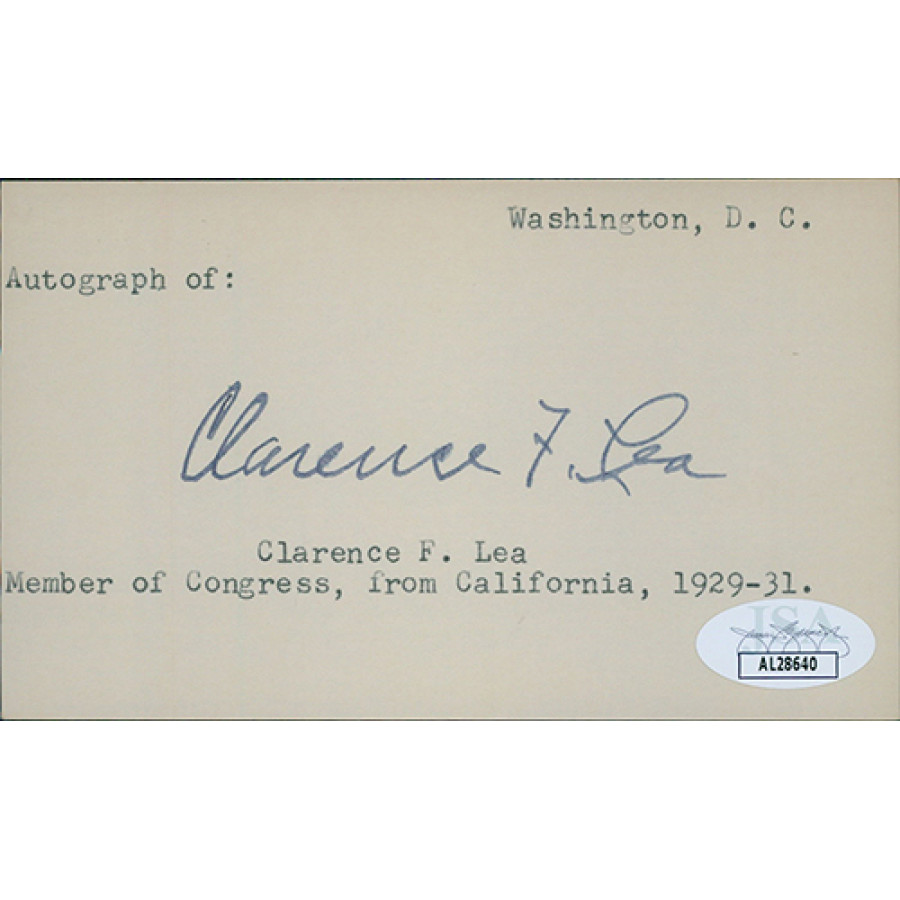 Washington, D. C.
Autograph of:
Clarence F. Lea
Clarence F. Lea
Member of Congress, from California, 1929-31.
JSA
AL28640